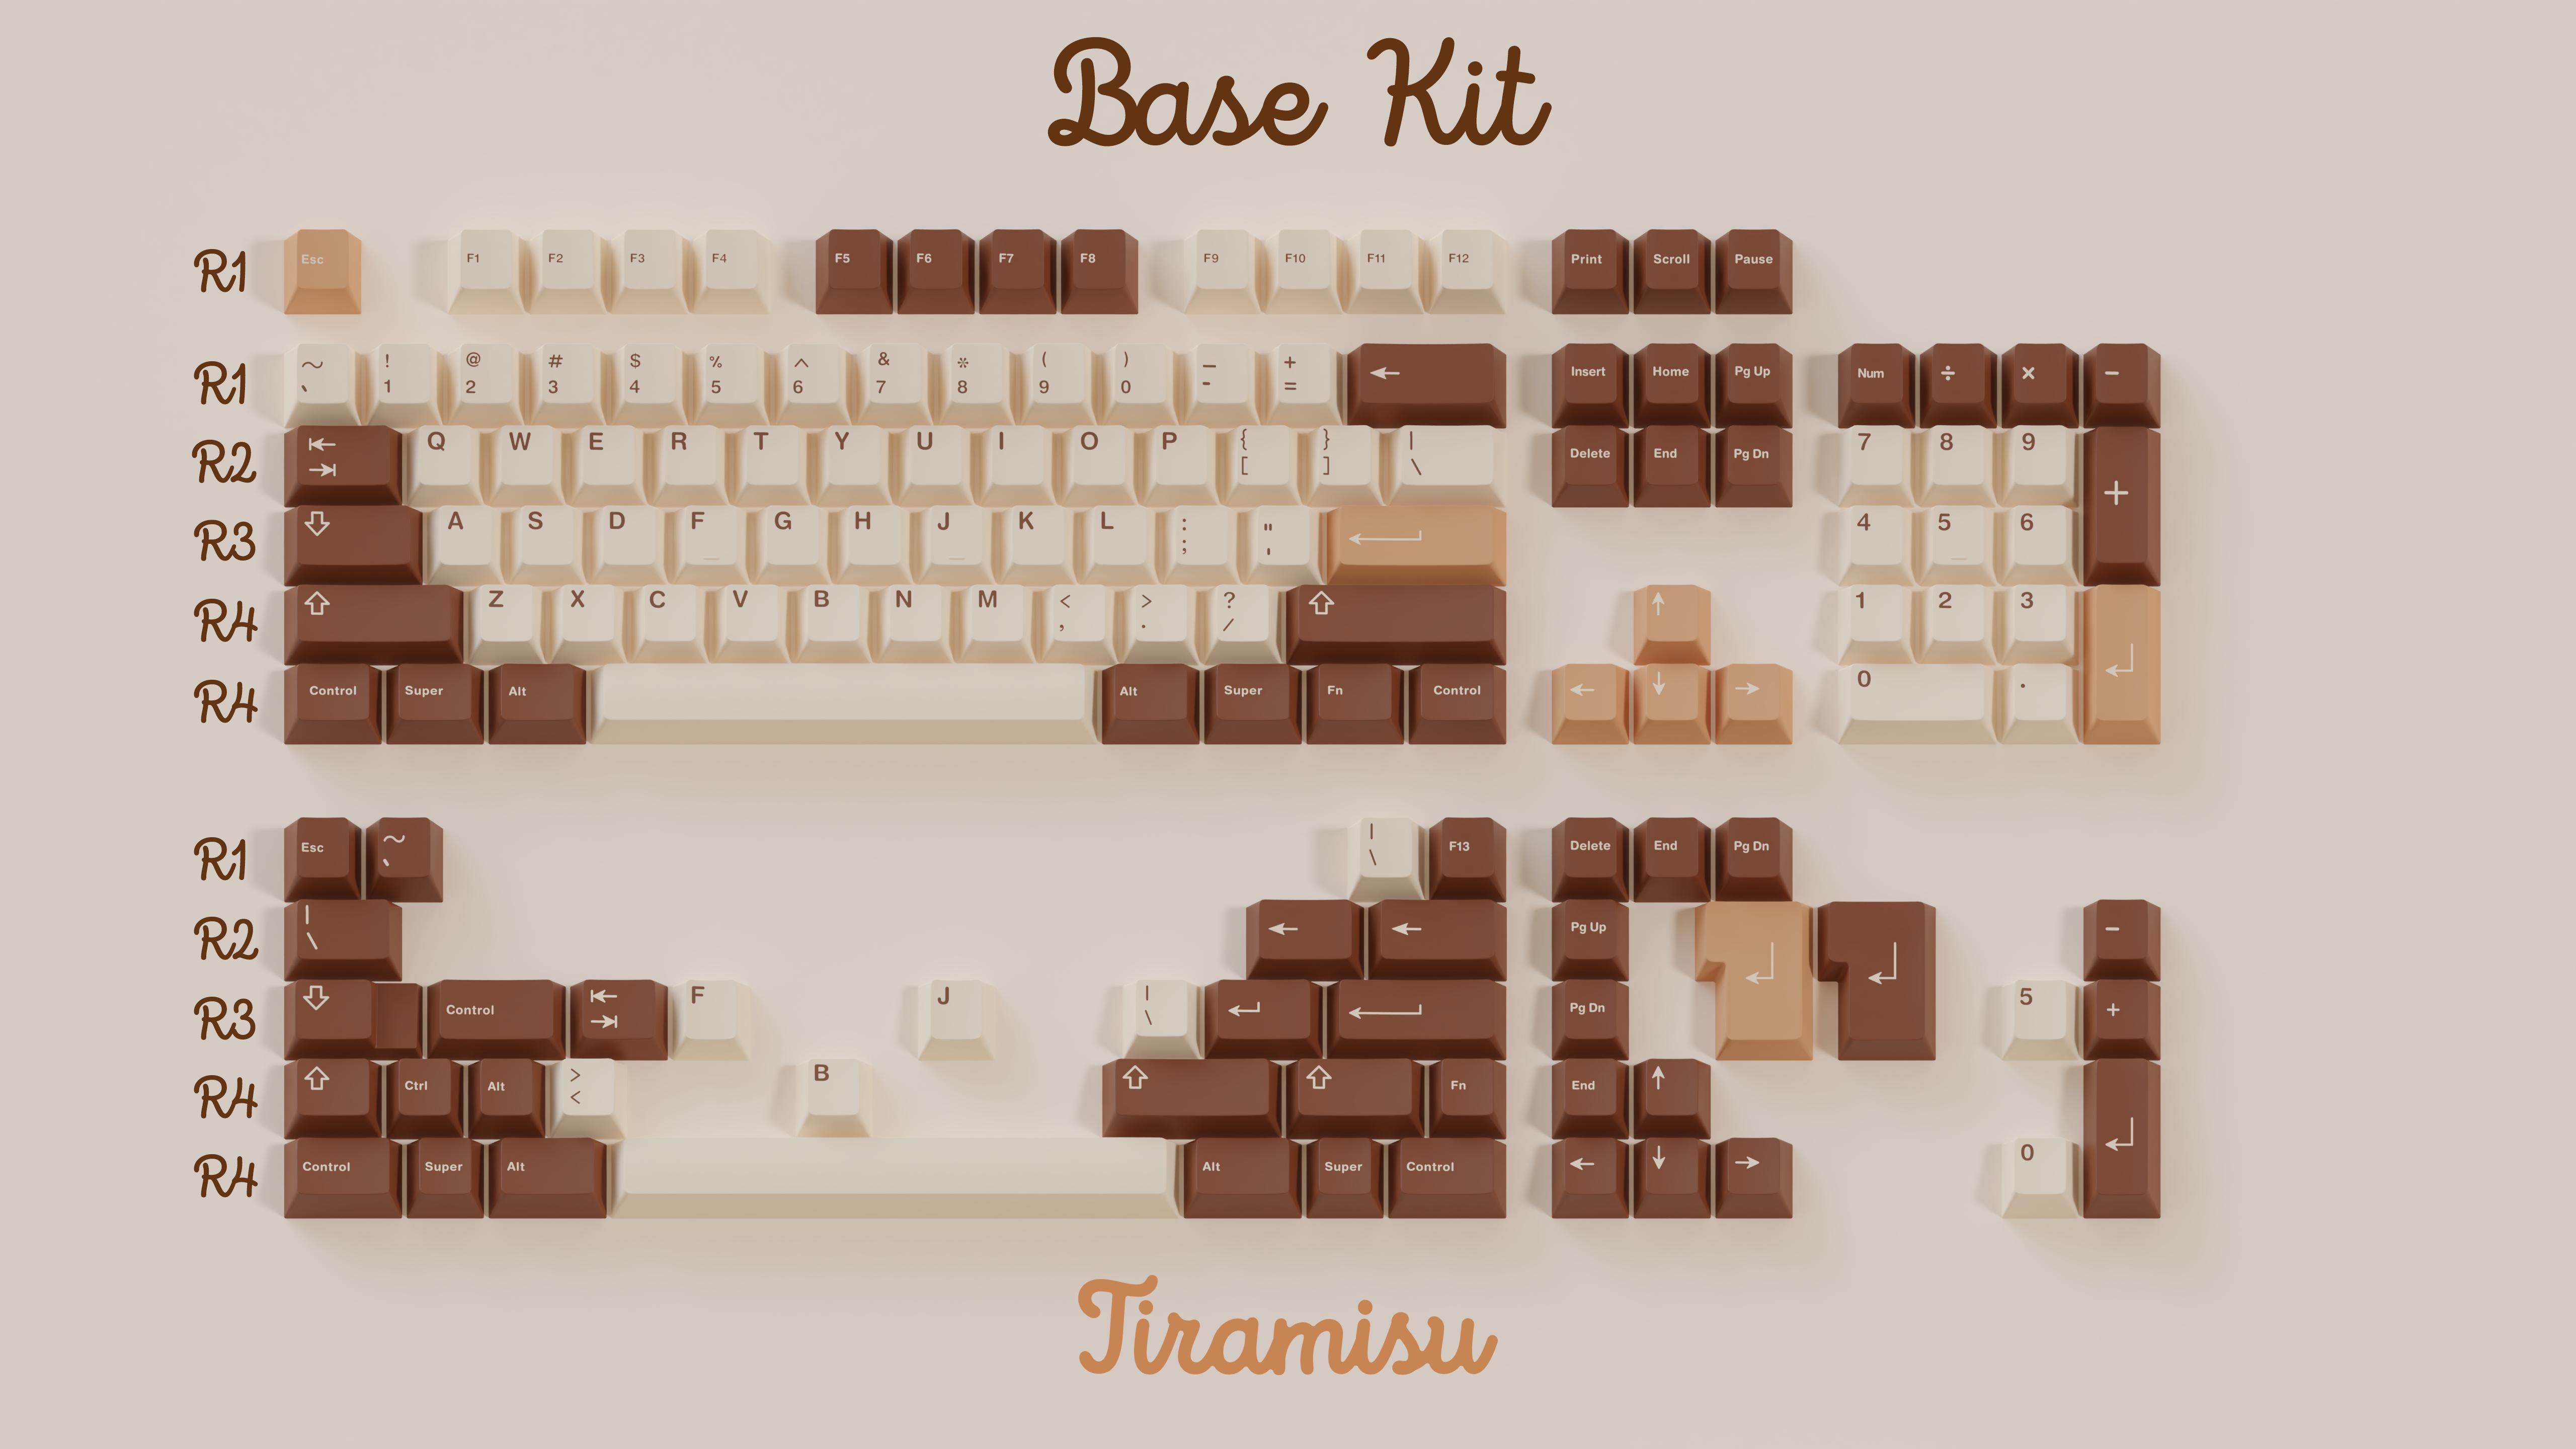 Base Kit
R1 Esc F1 F2 F3 F4 F5 F6 F7 F8 F9 F10 F11 F12 Print Scroll Pause
~ ! @ # $ % ^ & * ( ) _ +
R1 ` 1 2 3 4 5 6 7 8 9 0 - = ← Insert Home Pg Up Num ÷ × −
R2 ⇤ ⇥ Q W E R T Y U I O P { [ } ] | \ Delete End Pg Dn 7 8 9 +
R3 ⇩ A S D F G H J K L : ; " ' ↵ 4 5 6
R4 ⇧ Z X C V B N M < , > . ? / ⇧ ↑ 1 2 3 ↵
R4 Control Super Alt Alt Super Fn Control ← ↓ → 0 .
R1 Esc ~ ` | \ F13 Delete End Pg Dn
R2 | \ ← ← Pg Up ↵ ↵ −
R3 ⇩ Control ⇤ ⇥ F J | \ ↵ ↵ Pg Dn 5 +
R4 ⇧ Ctrl Alt > < B ⇧ ⇧ Fn End ↑ ↵
R4 Control Super Alt Alt Super Control ← ↓ → 0
Tiramisu